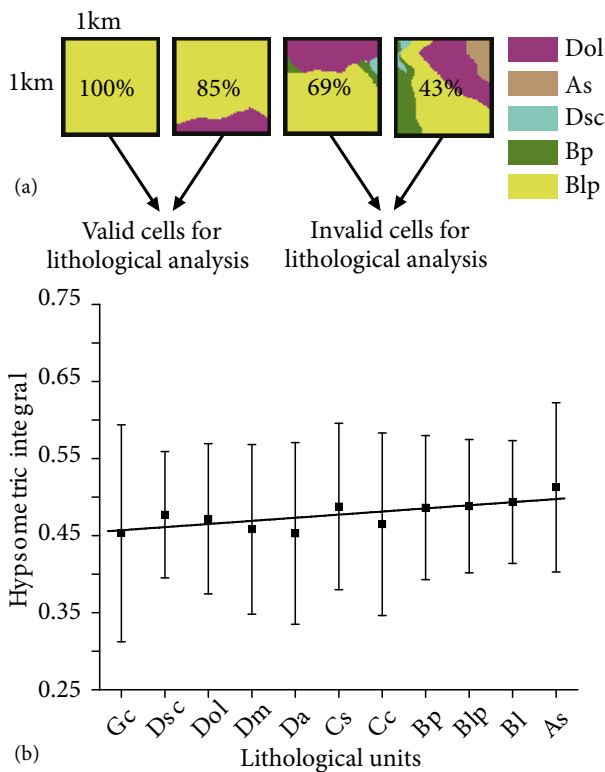 1km
1km
100%
85%
69%
43%
Dol
As
Dsc
Bp
Blp
(a)
Valid cells for
lithological analysis
Invalid cells for
lithological analysis
0.75
0.65
0.55
0.45
0.35
0.25
Hypsometric integral
Gc
Dsc
Dol
Dm
Da
Cs
Cc
Bp
Blp
Bl
As
(b)
Lithological units